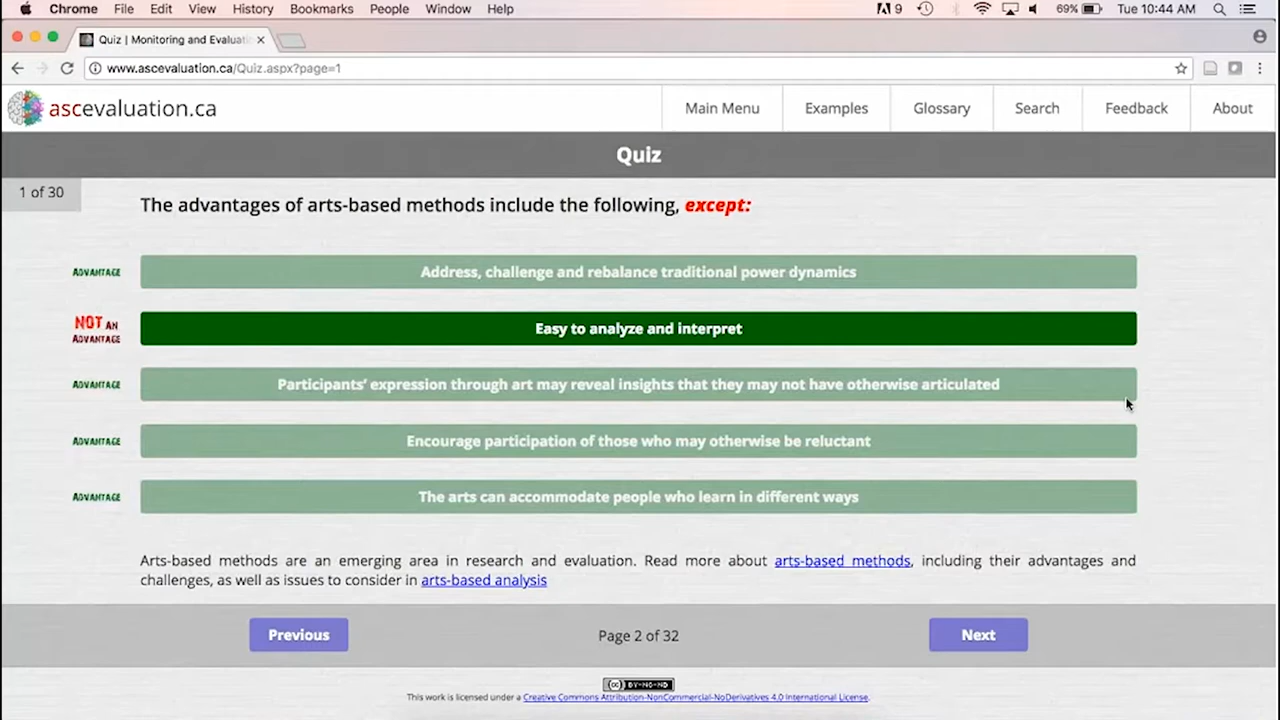 Chrome File Edit View History Bookmarks People Window Help 9 69% Tue 10:44 AM
Quiz | Monitoring and Evaluati
www.ascevaluation.ca/Quiz.aspx?page=1
ascevaluation.ca Main Menu Examples Glossary Search Feedback About
Quiz
1 of 30
The advantages of arts-based methods include the following, except:
ADVANTAGE Address, challenge and rebalance traditional power dynamics
NOT AN
ADVANTAGE
Easy to analyze and interpret
ADVANTAGE Participants’ expression through art may reveal insights that they may not have otherwise articulated
ADVANTAGE Encourage participation of those who may otherwise be reluctant
ADVANTAGE The arts can accommodate people who learn in different ways
Arts-based methods are an emerging area in research and evaluation. Read more about arts-based methods, including their advantages and
challenges, as well as issues to consider in arts-based analysis
Previous Page 2 of 32 Next
cc BY-NC-ND
This work is licensed under a Creative Commons Attribution-NonCommercial-NoDerivatives 4.0 International License.